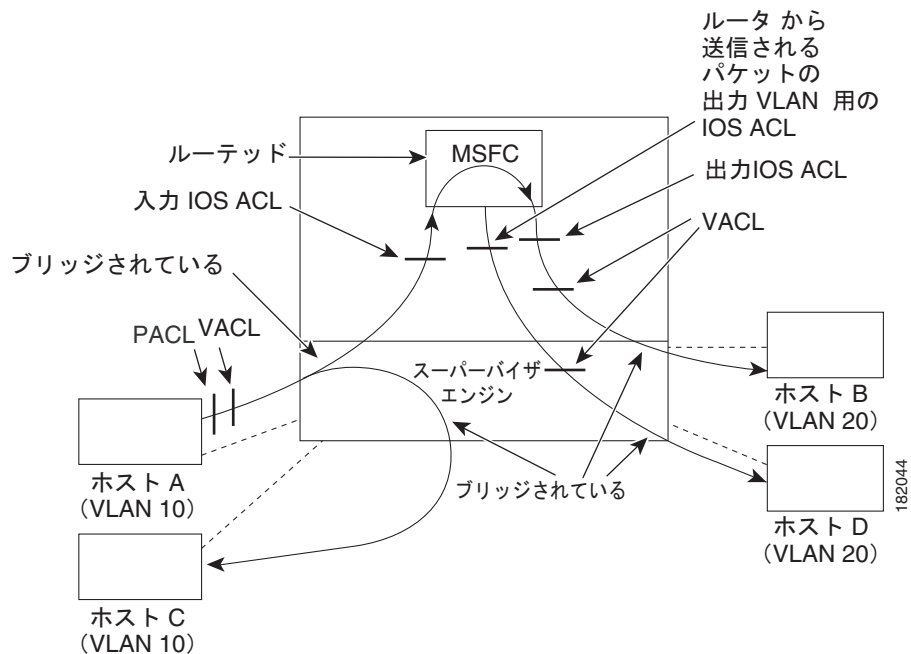 ルータ から
送信される
パケットの
出力 VLAN 用の
IOS ACL
ルーテッド
MSFC
出力IOS ACL
入力 IOS ACL
VACL
ブリッジされている
PACL
VACL
スーパーバイザ
エンジン
ホスト B
(VLAN 20)
ホスト A
(VLAN 10)
ブリッジされている
ホスト D
(VLAN 20)
ホスト C
(VLAN 10)
182044